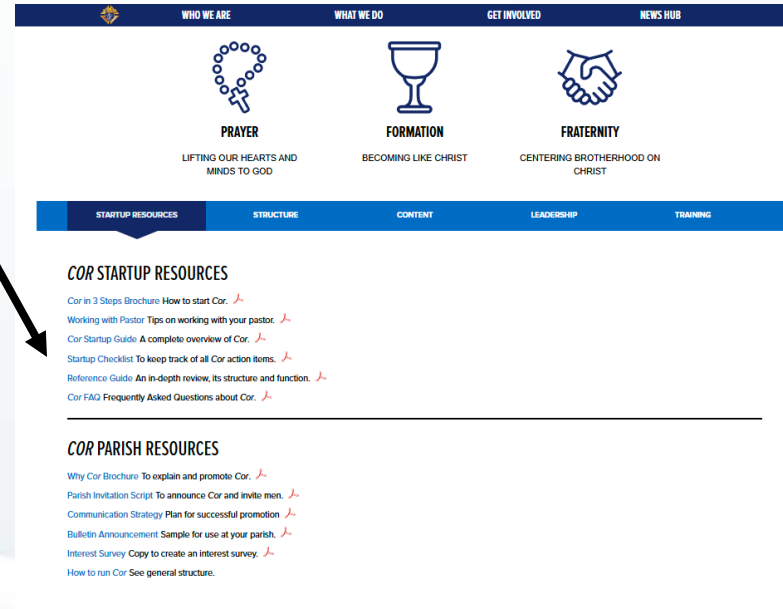 WHO WE ARE WHAT WE DO GET INVOLVED NEWS HUB
PRAYER FORMATION FRATERNITY
LIFTING OUR HEARTS AND BECOMING LIKE CHRIST CENTERING BROTHERHOOD ON
MINDS TO GOD CHRIST
STARTUP RESOURCES STRUCTURE CONTENT LEADERSHIP TRAINING
COR STARTUP RESOURCES
Cor in 3 Steps Brochure How to start Cor.
Working with Pastor Tips on working with your pastor.
Cor Startup Guide A complete overview of Cor.
Startup Checklist To keep track of all Cor action items.
Reference Guide An in-depth review, its structure and function.
Cor FAQ Frequently Asked Questions about Cor.
COR PARISH RESOURCES
Why Cor Brochure To explain and promote Cor.
Parish Invitation Script To announce Cor and invite men.
Communication Strategy Plan for successful promotion
Bulletin Announcement Sample for use at your parish.
Interest Survey Copy to create an interest survey.
How to run Cor See general structure.